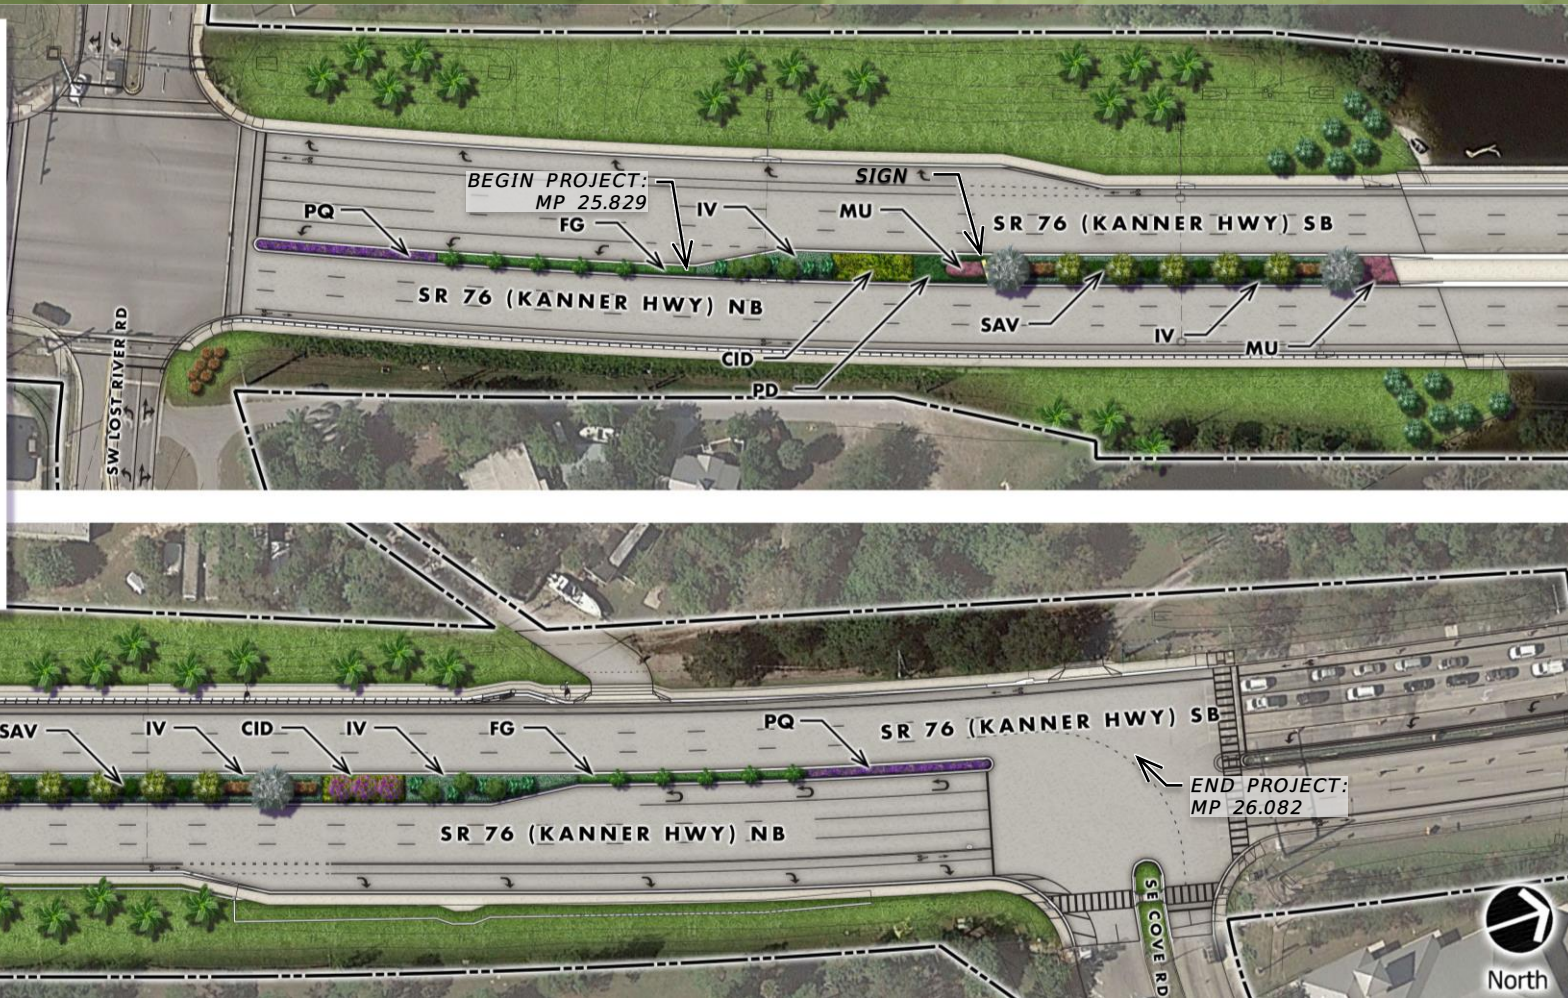 BEGIN PROJECT:
MP 25.829
SIGN
PQ
FG
IV
MU
SR 76 (KANNER HWY) SB
SR 76 (KANNER HWY) NB
SAV
IV
MU
CID
PD
SW LOST RIVER RD
SAV
IV
CID
IV
FG
PQ
SR 76 (KANNER HWY) SB
END PROJECT:
MP 26.082
SR 76 (KANNER HWY) NB
SE COVE RD
North